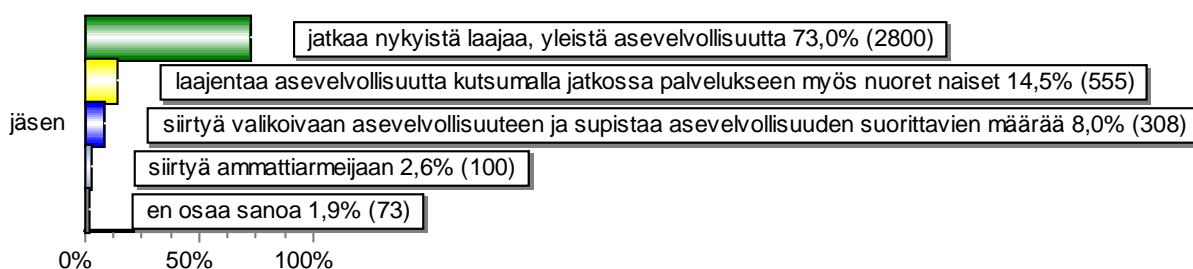 jatkaa nykyistä laajaa, yleistä asevelvollisuutta 73,0% (2800)
laajentaa asevelvollisuutta kutsumalla jatkossa palvelukseen myös nuoret naiset 14,5% (555)
jäsen
siirtyä valikoivaan asevelvollisuuteen ja supistaa asevelvollisuuden suorittavien määrää 8,0% (308)
siirtyä ammattiarmeijaan 2,6% (100)
en osaa sanoa 1,9% (73)
0% 50% 100%